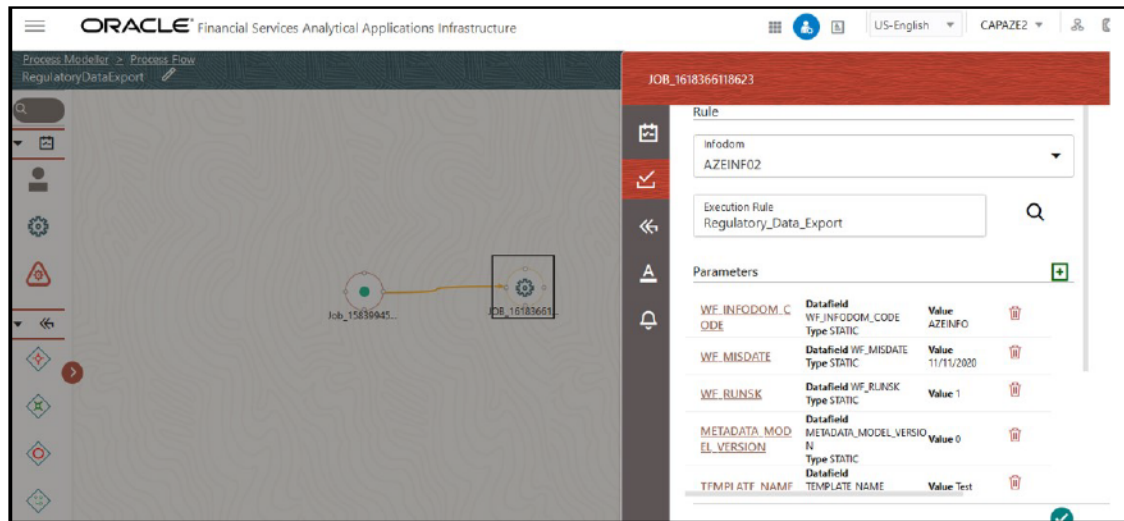 ORACLE® Financial Services Analytical Applications Infrastructure
US-English
CAPAZE2
Process Modeller > Process Flow
RegulatoryDataExport
JOB_1618366118623
Rule
Infodom
AZEINF02
Execution Rule
Regulatory_Data_Export
Parameters
WF_INFODOM_C
ODE
Datafield
WF_INFODOM_CODE
Type STATIC
Value
AZEINFO
WF_MISDATE
Datafield WF_MISDATE
Type STATIC
Value
11/11/2020
WF_RUNSK
Datafield WF_RUNSK
Type STATIC
Value 1
METADATA_MOD
EL_VERSION
Datafield
METADATA_MODEL_VERSIO
N
Type STATIC
Value 0
TEMPLATE_NAME
Datafield
TEMPLATE_NAME
Value Test
Job_15839945...
JOB_16183661...